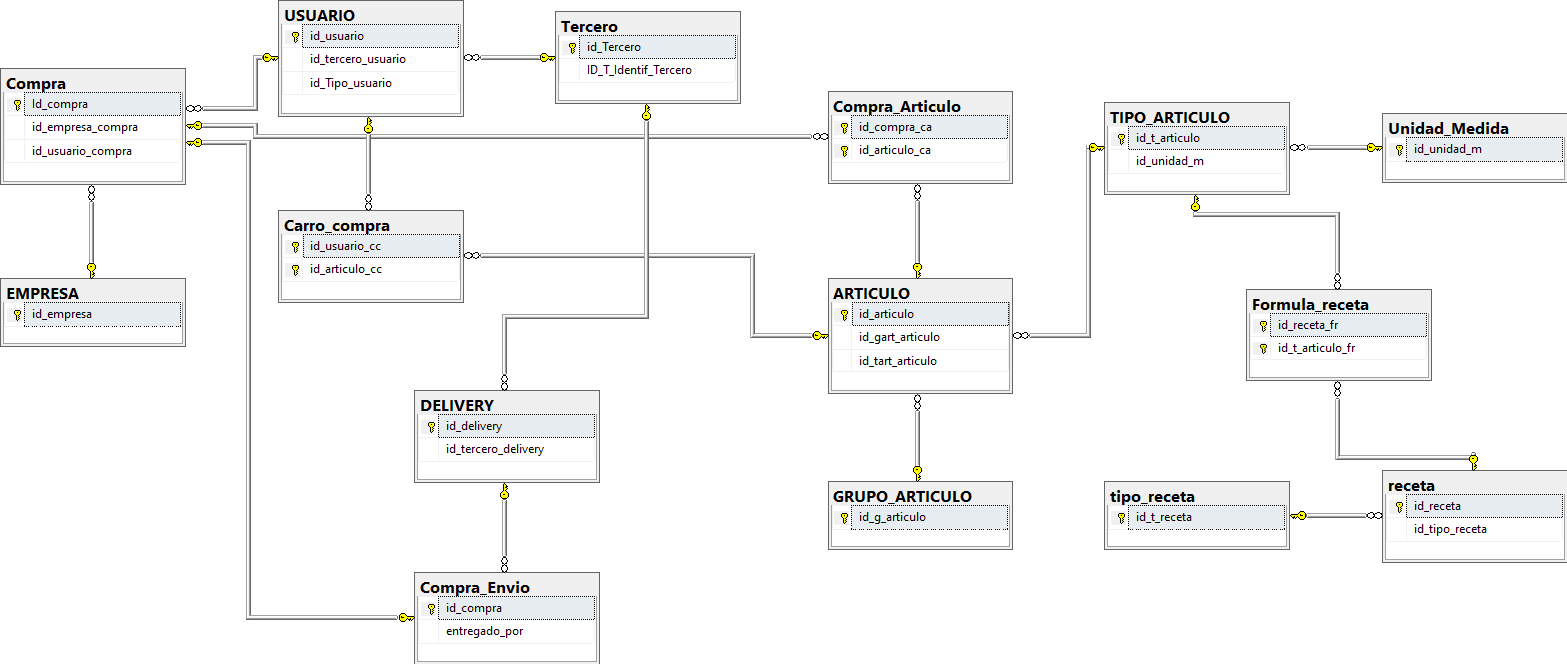 USUARIO
id_usuario
id_tercero_usuario
id_Tipo_usuario
Tercero
id_Tercero
ID_T_Identif_Tercero
Compra
Id_compra
id_empresa_compra
id_usuario_compra
Compra_Articulo
id_compra_ca
id_articulo_ca
TIPO_ARTICULO
id_t_articulo
id_unidad_m
Unidad_Medida
id_unidad_m
Carro_compra
id_usuario_cc
id_articulo_cc
EMPRESA
id_empresa
ARTICULO
id_articulo
id_gart_articulo
id_tart_articulo
Formula_receta
id_receta_fr
id_t_articulo_fr
DELIVERY
id_delivery
id_tercero_delivery
GRUPO_ARTICULO
id_g_articulo
tipo_receta
id_t_receta
receta
id_receta
id_tipo_receta
Compra_Envio
id_compra
entregado_por